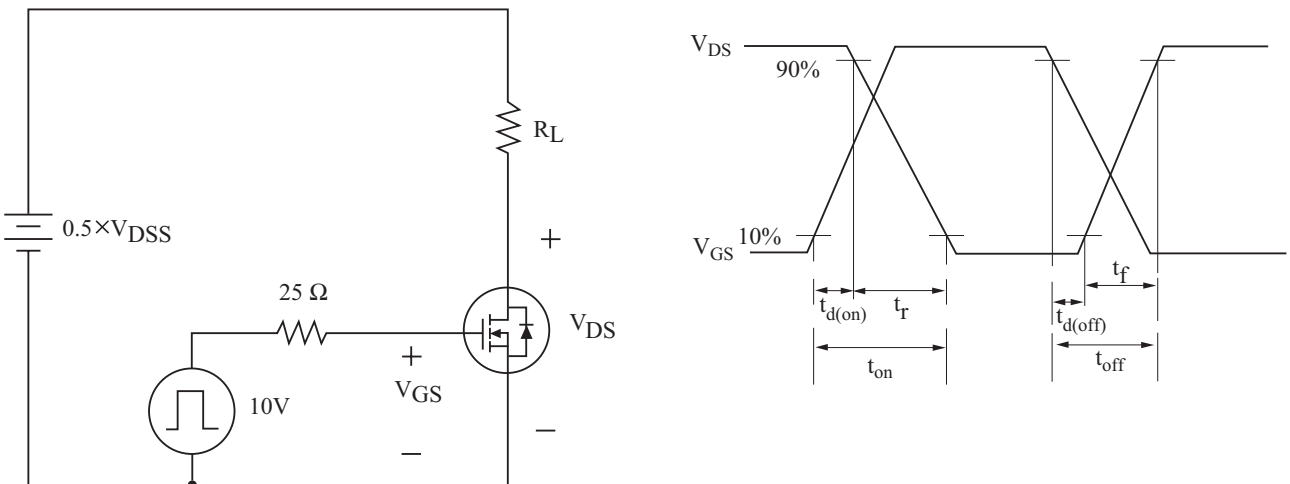 R_L
0.5×V_DSS
+
25 Ω
V_DS
+
V_GS
10V
−
−
V_DS
90%
V_GS 10%
t_d(on) t_r t_f
t_d(off)
t_on t_off